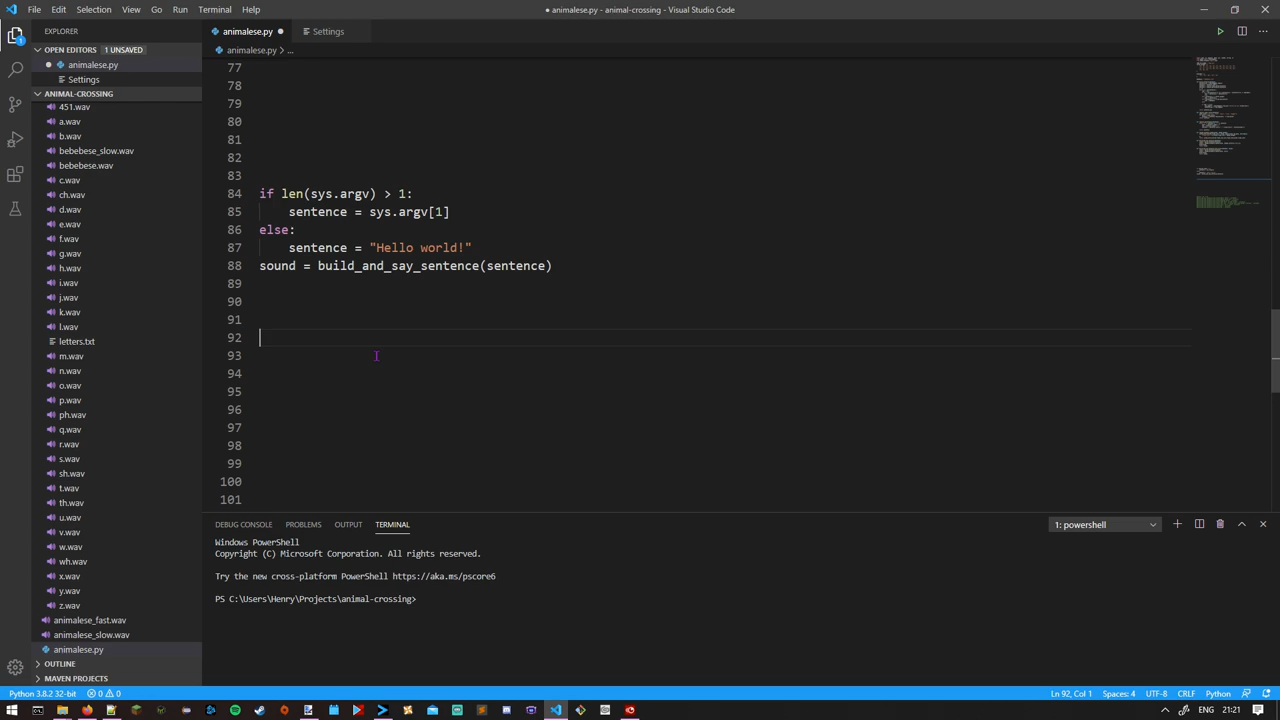 File Edit Selection View Go Run Terminal Help
● animalese.py - animal-crossing - Visual Studio Code
EXPLORER
OPEN EDITORS 1 UNSAVED
animalese.py
Settings
ANIMAL-CROSSING
451.wav
a.wav
b.wav
bebebese_slow.wav
bebebese.wav
c.wav
ch.wav
d.wav
e.wav
f.wav
g.wav
h.wav
i.wav
j.wav
k.wav
l.wav
letters.txt
m.wav
n.wav
o.wav
p.wav
ph.wav
q.wav
r.wav
s.wav
sh.wav
t.wav
th.wav
u.wav
v.wav
w.wav
wh.wav
x.wav
y.wav
z.wav
animalese_fast.wav
animalese_slow.wav
animalese.py
OUTLINE
MAVEN PROJECTS
1
animalese.py Settings
animalese.py > ...
77
78
79
80
81
82
83
84 if len(sys.argv) > 1:
85 sentence = sys.argv[1]
86 else:
87 sentence = "Hello world!"
88 sound = build_and_say_sentence(sentence)
89
90
91
92
93
94
95
96
97
98
99
100
101
DEBUG CONSOLE PROBLEMS OUTPUT TERMINAL 1: powershell
Windows PowerShell
Copyright (C) Microsoft Corporation. All rights reserved.
Try the new cross-platform PowerShell https://aka.ms/pscore6
PS C:\Users\Henry\Projects\animal-crossing>
Python 3.8.2 32-bit 0 0 Ln 92, Col 1 Spaces: 4 UTF-8 CRLF Python
ENG 21:21